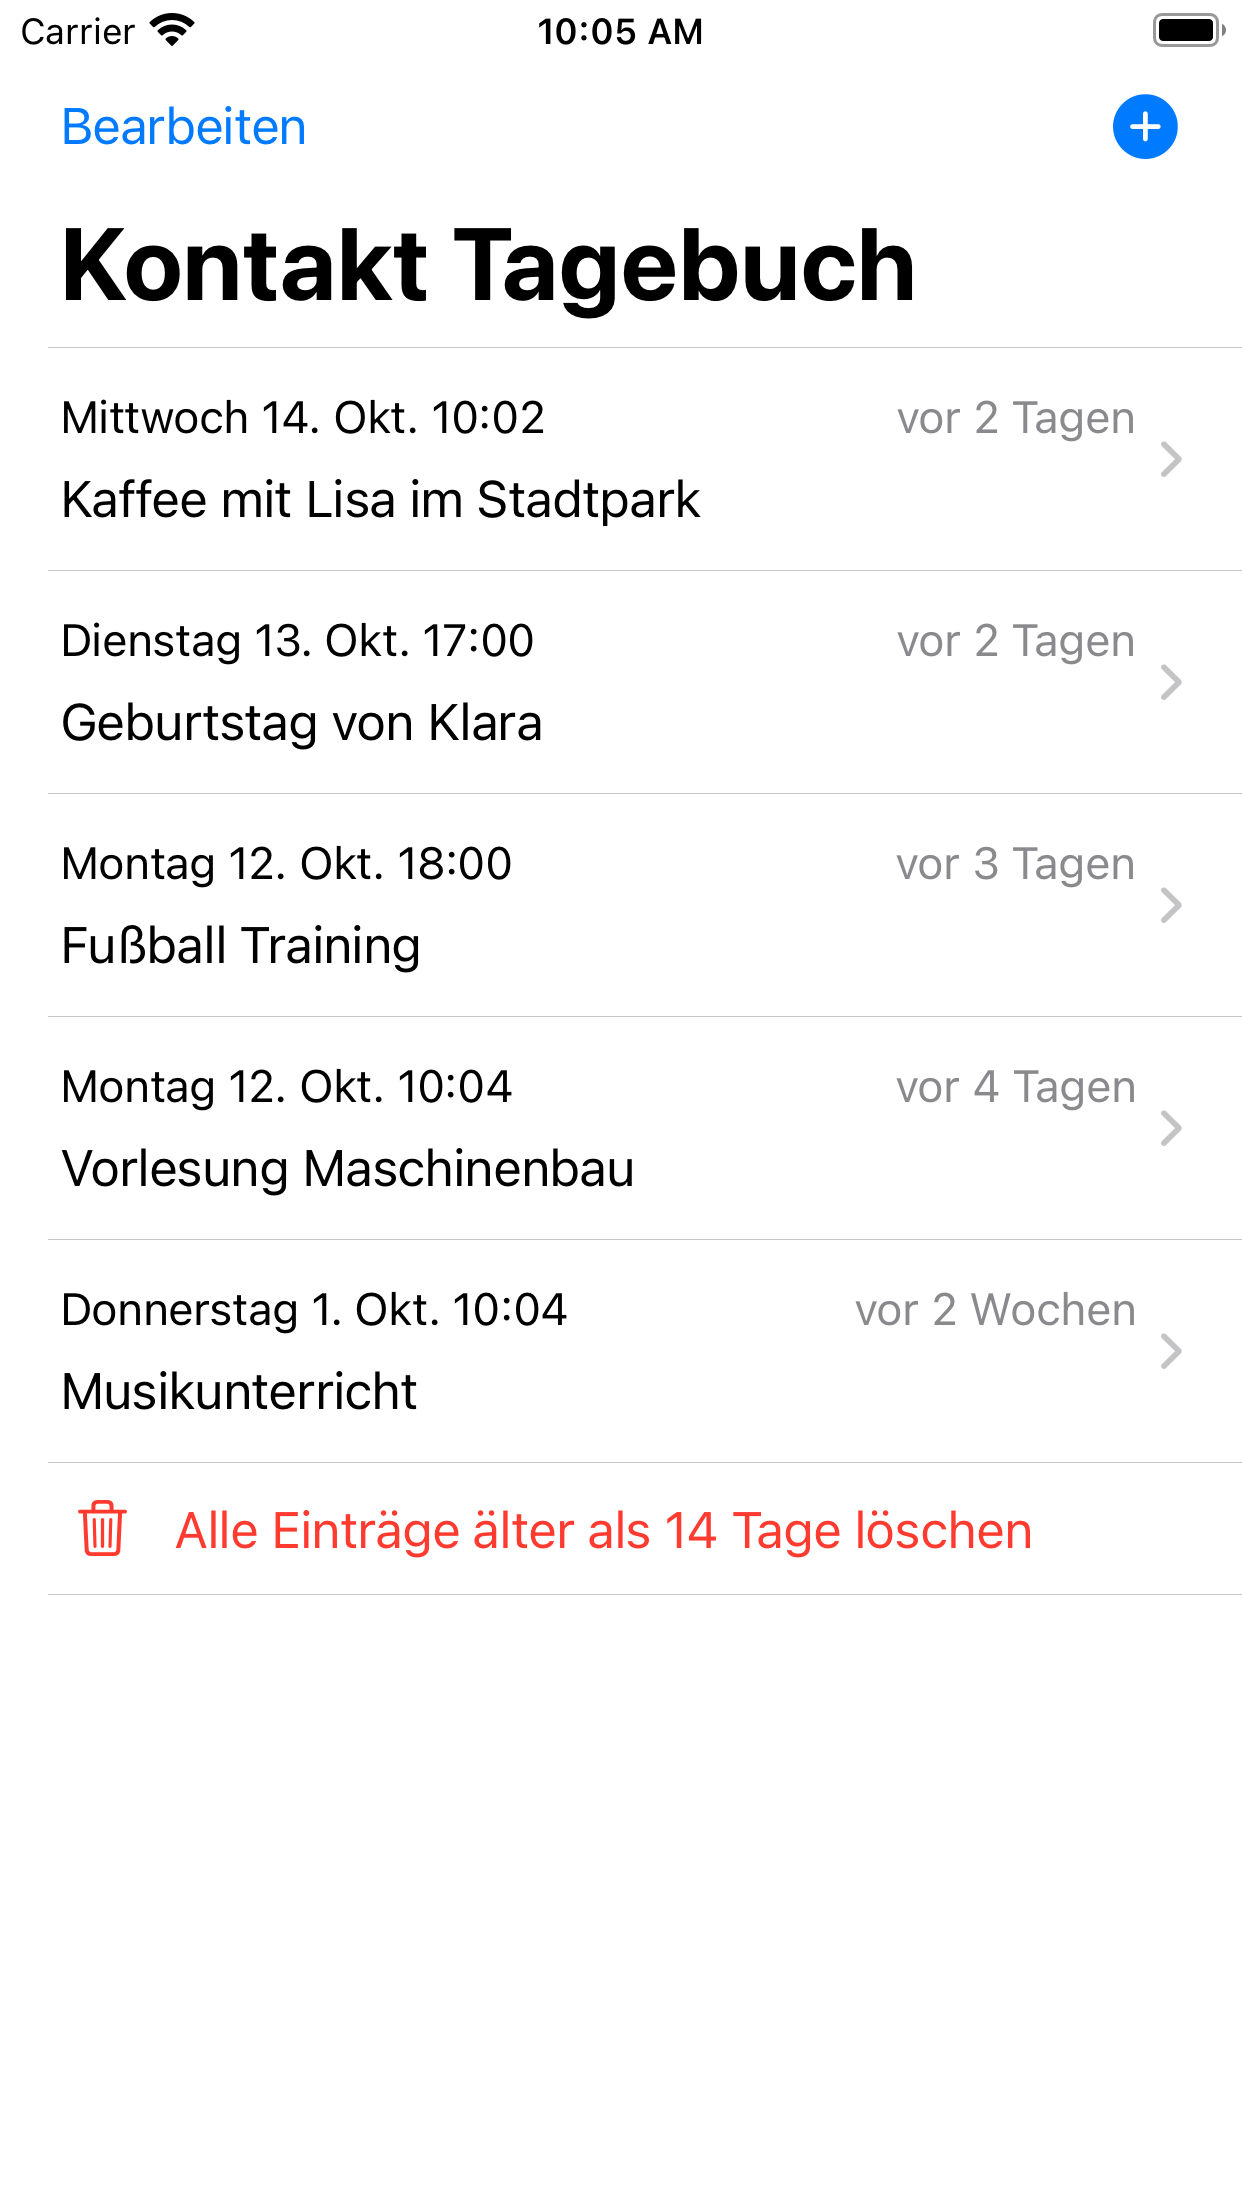 Carrier 10:05 AM
Bearbeiten
Kontakt Tagebuch
Mittwoch 14. Okt. 10:02 vor 2 Tagen
Kaffee mit Lisa im Stadtpark
Dienstag 13. Okt. 17:00 vor 2 Tagen
Geburtstag von Klara
Montag 12. Okt. 18:00 vor 3 Tagen
Fußball Training
Montag 12. Okt. 10:04 vor 4 Tagen
Vorlesung Maschinenbau
Donnerstag 1. Okt. 10:04 vor 2 Wochen
Musikunterricht
Alle Einträge älter als 14 Tage löschen